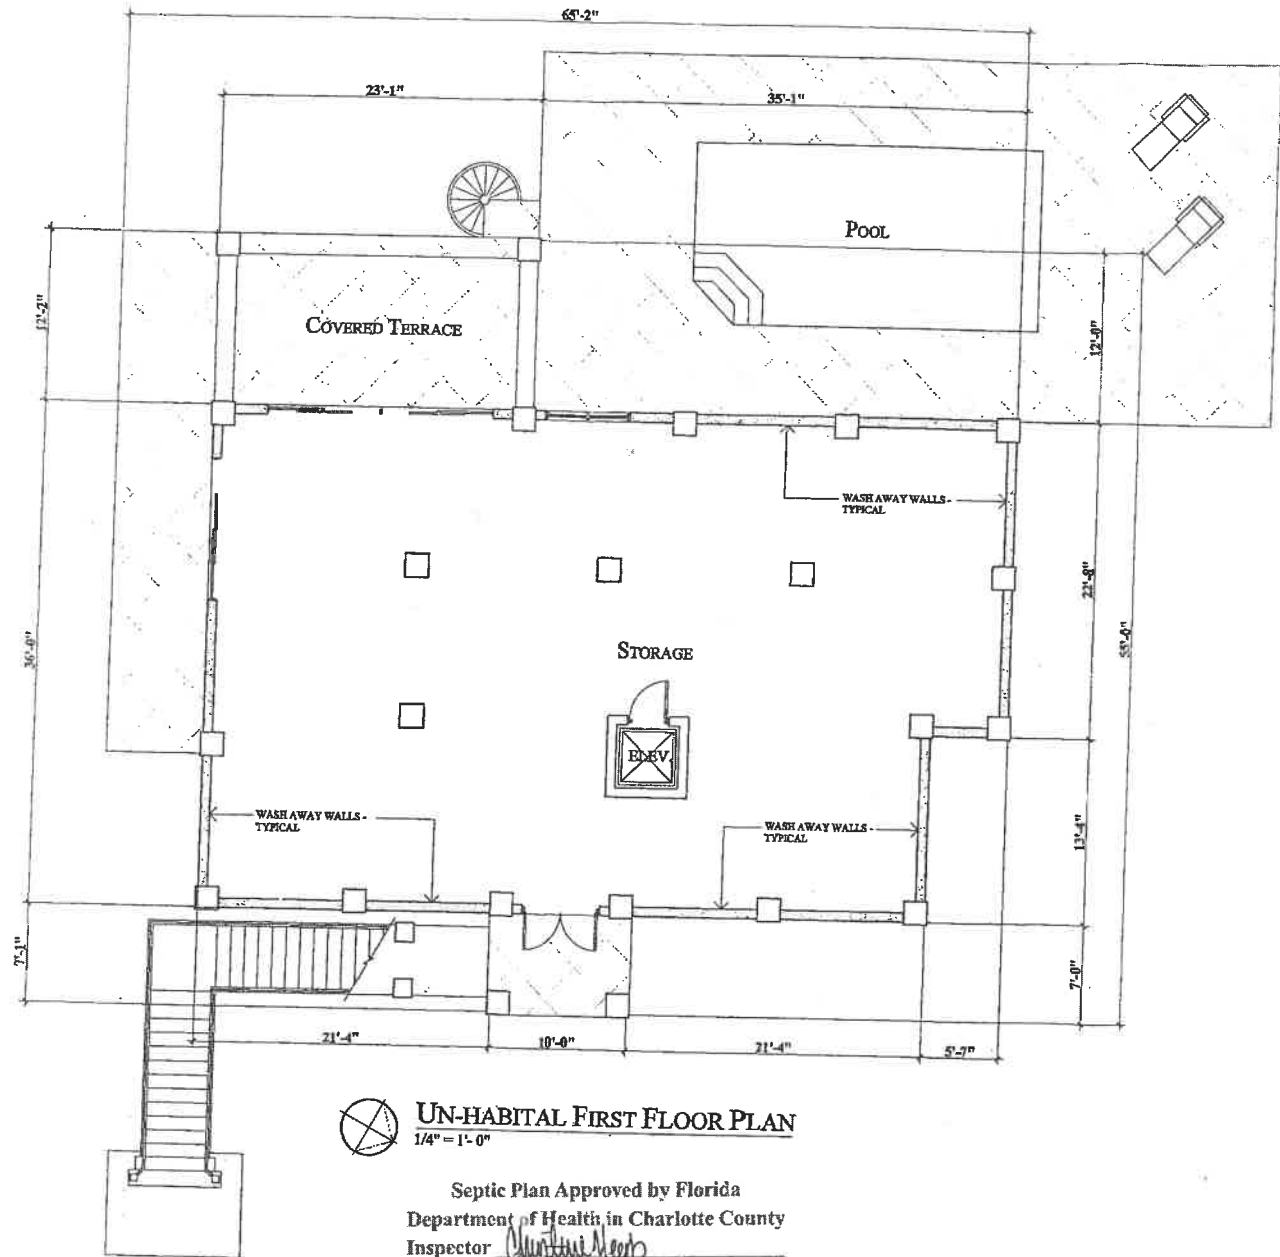 65'-2"
23'-1"
35'-1"
POOL
12'-2"
COVERED TERRACE
12'-0"
WASH AWAY WALLS -
TYPICAL
22'-8"
55'-0"
36'-0"
STORAGE
ELEV.
WASH AWAY WALLS -
TYPICAL
WASH AWAY WALLS -
TYPICAL
13'-4"
7'-1"
7'-0"
21'-4"
10'-0"
21'-4"
5'-7"
UN-HABITAL FIRST FLOOR PLAN
1/4" = 1'- 0"
Septic Plan Approved by Florida
Department of Health in Charlotte County
Inspector